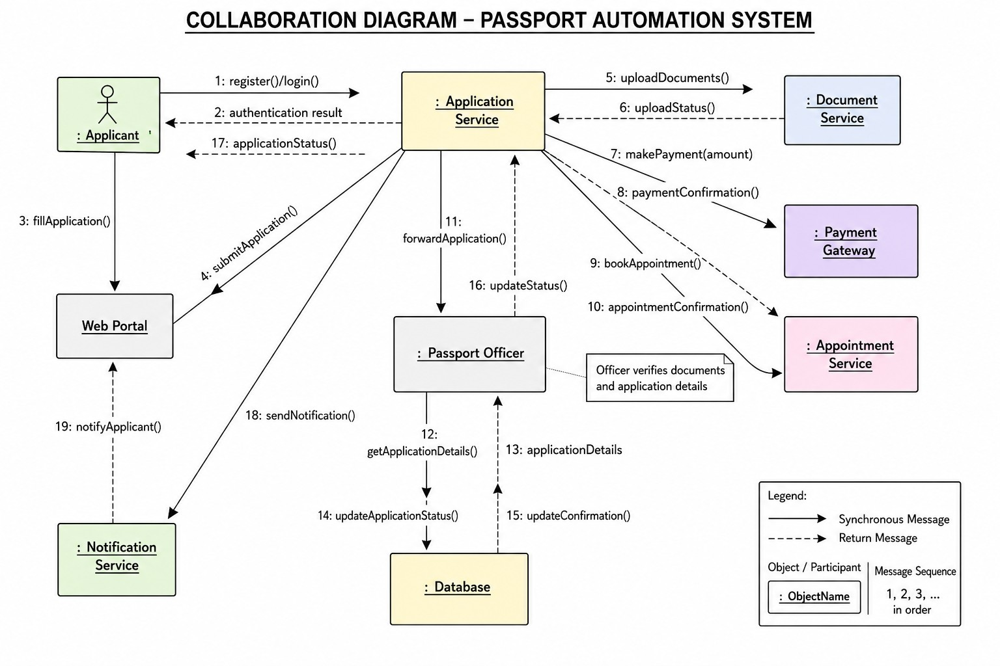 COLLABORATION DIAGRAM – PASSPORT AUTOMATION SYSTEM
: Applicant '
1: register()/login()
2: authentication result
17: applicationStatus()
: Application
Service
5: uploadDocuments()
6: uploadStatus()
: Document
Service
7: makePayment(amount)
8: paymentConfirmation()
: Payment
Gateway
3: fillApplication()
4: submitApplication()
11:
forwardApplication()
16: updateStatus()
9: bookAppointment()
10: appointmentConfirmation()
Web Portal
: Passport Officer
Officer verifies documents
and application details
: Appointment
Service
19: notifyApplicant()
18: sendNotification()
12:
getApplicationDetails()
13: applicationDetails
14: updateApplicationStatus()
15: updateConfirmation()
: Notification
Service
: Database
Legend:
Synchronous Message
Return Message
Object / Participant
: ObjectName
Message Sequence
1, 2, 3, ...
in order